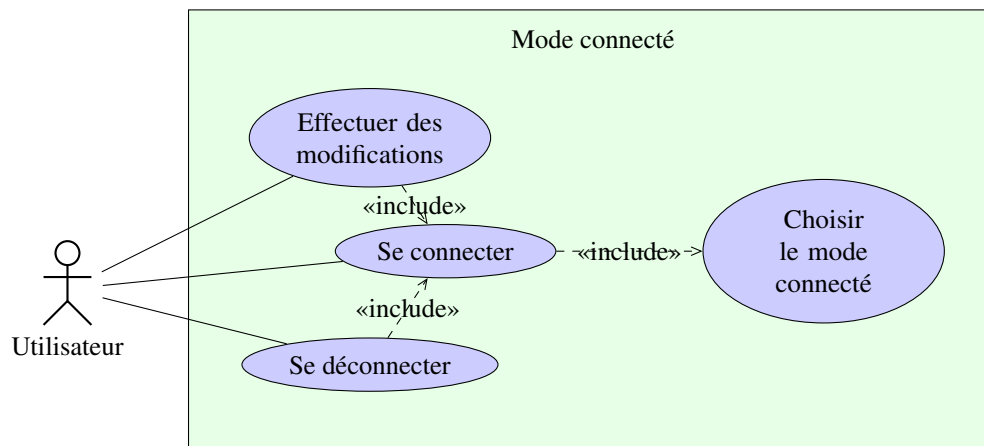 Mode connecté
Effectuer des
modifications
«include»
Se connecter
«include»
Choisir
le mode
connecté
«include»
Utilisateur
Se déconnecter